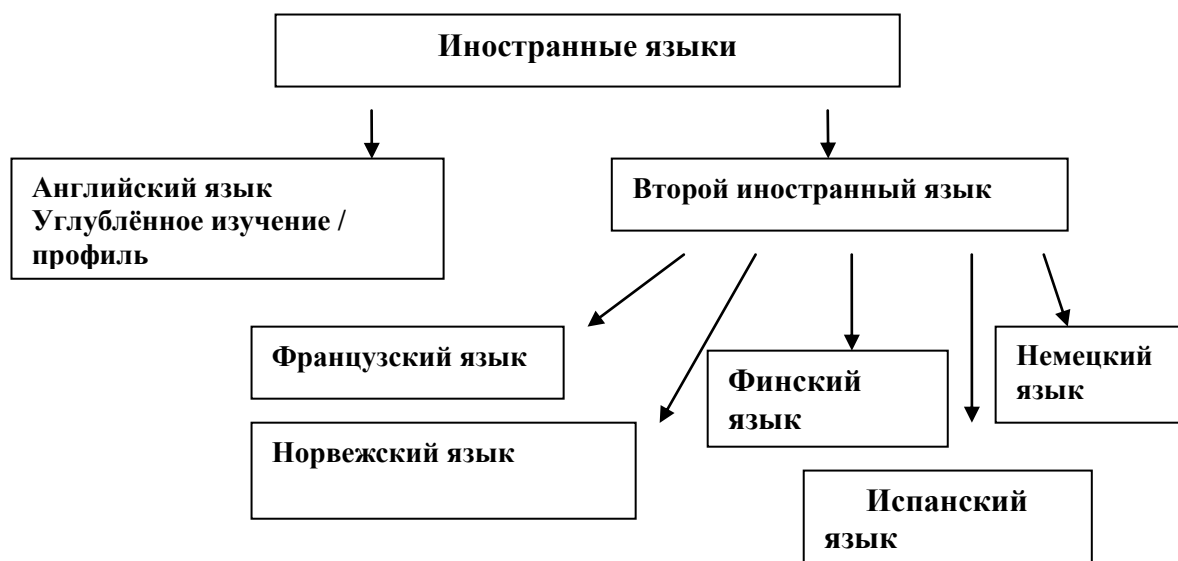 Иностранные языки
Английский язык
Углублённое изучение /
профиль
Второй иностранный язык
Французский язык
Норвежский язык
Финский
язык
Испанский
язык
Немецкий
язык